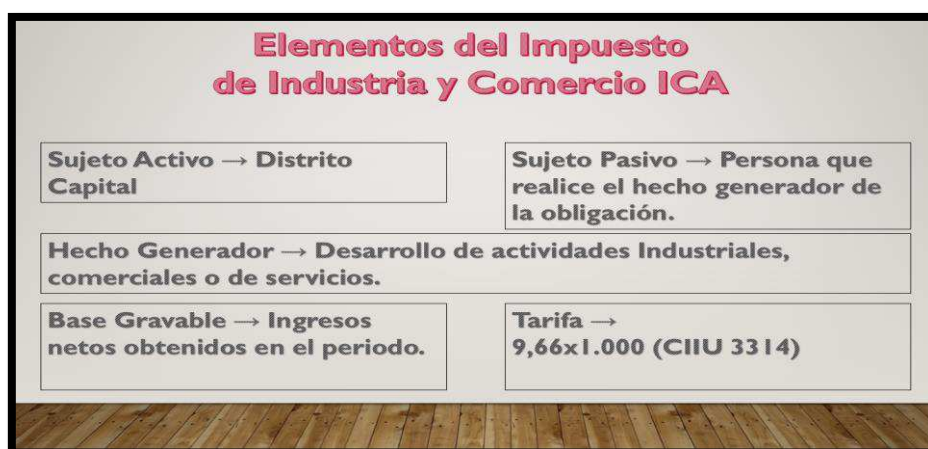 Elementos del Impuesto
de Industria y Comercio ICA
Sujeto Activo → Distrito
Capital
Sujeto Pasivo → Persona que
realice el hecho generador de
la obligación.
Hecho Generador → Desarrollo de actividades Industriales,
comerciales o de servicios.
Base Gravable → Ingresos
netos obtenidos en el periodo.
Tarifa →
9,66x1.000 (CIIU 3314)